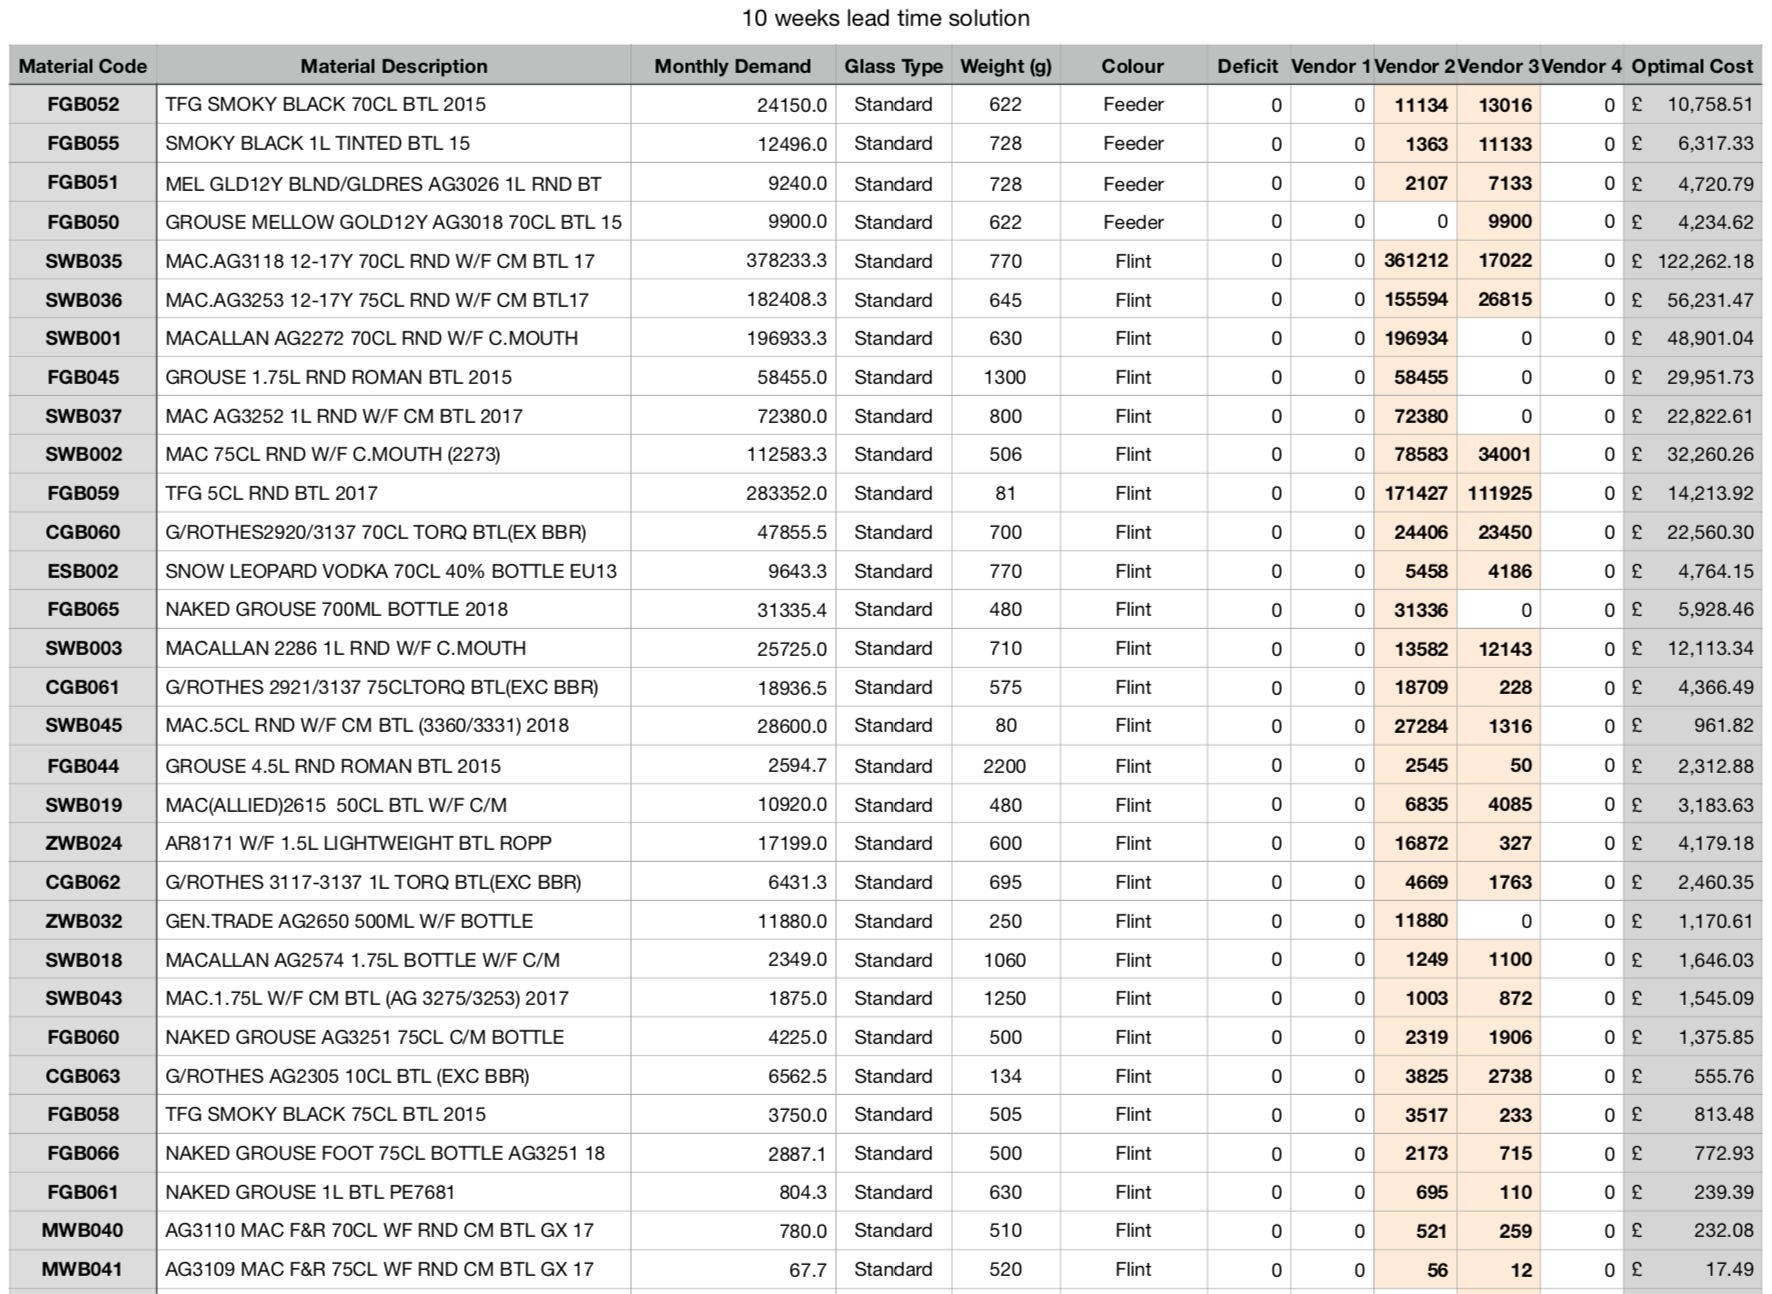 10 weeks lead time solution
Material Code Material Description Monthly Demand Glass Type Weight (g) Colour Deficit Vendor 1 Vendor 2 Vendor 3 Vendor 4 Optimal Cost
FGB052 TFG SMOKY BLACK 70CL BTL 2015 24150.0 Standard 622 Feeder 0 0 11134 13016 0 £ 10,758.51
FGB055 SMOKY BLACK 1L TINTED BTL 15 12496.0 Standard 728 Feeder 0 0 1363 11133 0 £ 6,317.33
FGB051 MEL GLD12Y BLND/GLDRES AG3026 1L RND BT 9240.0 Standard 728 Feeder 0 0 2107 7133 0 £ 4,720.79
FGB050 GROUSE MELLOW GOLD12Y AG3018 70CL BTL 15 9900.0 Standard 622 Feeder 0 0 0 9900 0 £ 4,234.62
SWB035 MAC.AG3118 12-17Y 70CL RND W/F CM BTL 17 378233.3 Standard 770 Flint 0 0 361212 17022 0 £ 122,262.18
SWB036 MAC.AG3253 12-17Y 75CL RND W/F CM BTL17 182408.3 Standard 645 Flint 0 0 155594 26815 0 £ 56,231.47
SWB001 MACALLAN AG2272 70CL RND W/F C.MOUTH 196933.3 Standard 630 Flint 0 0 196934 0 0 £ 48,901.04
FGB045 GROUSE 1.75L RND ROMAN BTL 2015 58455.0 Standard 1300 Flint 0 0 58455 0 0 £ 29,951.73
SWB037 MAC AG3252 1L RND W/F CM BTL 2017 72380.0 Standard 800 Flint 0 0 72380 0 0 £ 22,822.61
SWB002 MAC 75CL RND W/F C.MOUTH (2273) 112583.3 Standard 506 Flint 0 0 78583 34001 0 £ 32,260.26
FGB059 TFG 5CL RND BTL 2017 283352.0 Standard 81 Flint 0 0 171427 111925 0 £ 14,213.92
CGB060 G/ROTHES2920/3137 70CL TORQ BTL(EX BBR) 47855.5 Standard 700 Flint 0 0 24406 23450 0 £ 22,560.30
ESB002 SNOW LEOPARD VODKA 70CL 40% BOTTLE EU13 9643.3 Standard 770 Flint 0 0 5458 4186 0 £ 4,764.15
FGB065 NAKED GROUSE 700ML BOTTLE 2018 31335.4 Standard 480 Flint 0 0 31336 0 0 £ 5,928.46
SWB003 MACALLAN 2286 1L RND W/F C.MOUTH 25725.0 Standard 710 Flint 0 0 13582 12143 0 £ 12,113.34
CGB061 G/ROTHES 2921/3137 75CLTORQ BTL(EXC BBR) 18936.5 Standard 575 Flint 0 0 18709 228 0 £ 4,366.49
SWB045 MAC.5CL RND W/F CM BTL (3360/3331) 2018 28600.0 Standard 80 Flint 0 0 27284 1316 0 £ 961.82
FGB044 GROUSE 4.5L RND ROMAN BTL 2015 2594.7 Standard 2200 Flint 0 0 2545 50 0 £ 2,312.88
SWB019 MAC(ALLIED)2615 50CL BTL W/F C/M 10920.0 Standard 480 Flint 0 0 6835 4085 0 £ 3,183.63
ZWB024 AR8171 W/F 1.5L LIGHTWEIGHT BTL ROPP 17199.0 Standard 600 Flint 0 0 16872 327 0 £ 4,179.18
CGB062 G/ROTHES 3117-3137 1L TORQ BTL(EXC BBR) 6431.3 Standard 695 Flint 0 0 4669 1763 0 £ 2,460.35
ZWB032 GEN.TRADE AG2650 500ML W/F BOTTLE 11880.0 Standard 250 Flint 0 0 11880 0 0 £ 1,170.61
SWB018 MACALLAN AG2574 1.75L BOTTLE W/F C/M 2349.0 Standard 1060 Flint 0 0 1249 1100 0 £ 1,646.03
SWB043 MAC.1.75L W/F CM BTL (AG 3275/3253) 2017 1875.0 Standard 1250 Flint 0 0 1003 872 0 £ 1,545.09
FGB060 NAKED GROUSE AG3251 75CL C/M BOTTLE 4225.0 Standard 500 Flint 0 0 2319 1906 0 £ 1,375.85
CGB063 G/ROTHES AG2305 10CL BTL (EXC BBR) 6562.5 Standard 134 Flint 0 0 3825 2738 0 £ 555.76
FGB058 TFG SMOKY BLACK 75CL BTL 2015 3750.0 Standard 505 Flint 0 0 3517 233 0 £ 813.48
FGB066 NAKED GROUSE FOOT 75CL BOTTLE AG3251 18 2887.1 Standard 500 Flint 0 0 2173 715 0 £ 772.93
FGB061 NAKED GROUSE 1L BTL PE7681 804.3 Standard 630 Flint 0 0 695 110 0 £ 239.39
MWB040 AG3110 MAC F&R 70CL WF RND CM BTL GX 17 780.0 Standard 510 Flint 0 0 521 259 0 £ 232.08
MWB041 AG3109 MAC F&R 75CL WF RND CM BTL GX 17 67.7 Standard 520 Flint 0 0 56 12 0 £ 17.49